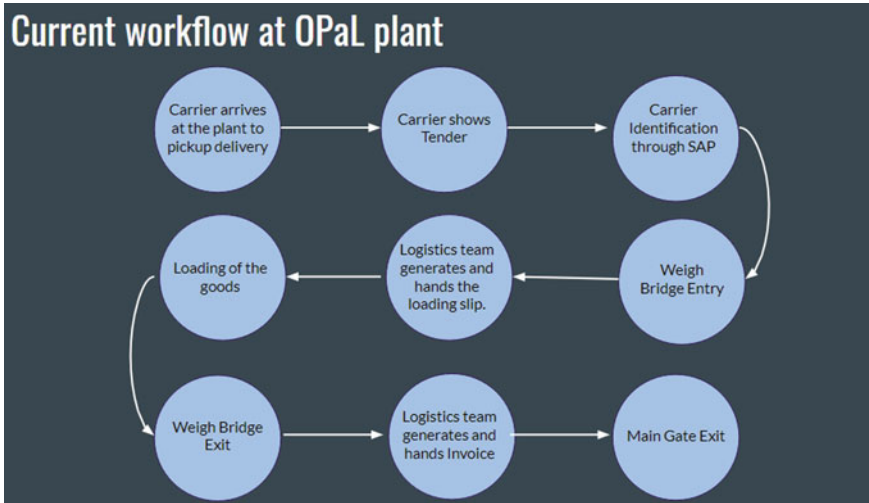 Current workflow at OPaL plant
Carrier arrives
at the plant to
pickup delivery
Carrier shows
Tender
Carrier
Identification
through SAP
Weigh
Bridge Entry
Logistics team
generates and
hands the
loading slip.
Loading of the
goods
Weigh Bridge
Exit
Logistics team
generates and
hands Invoice
Main Gate Exit